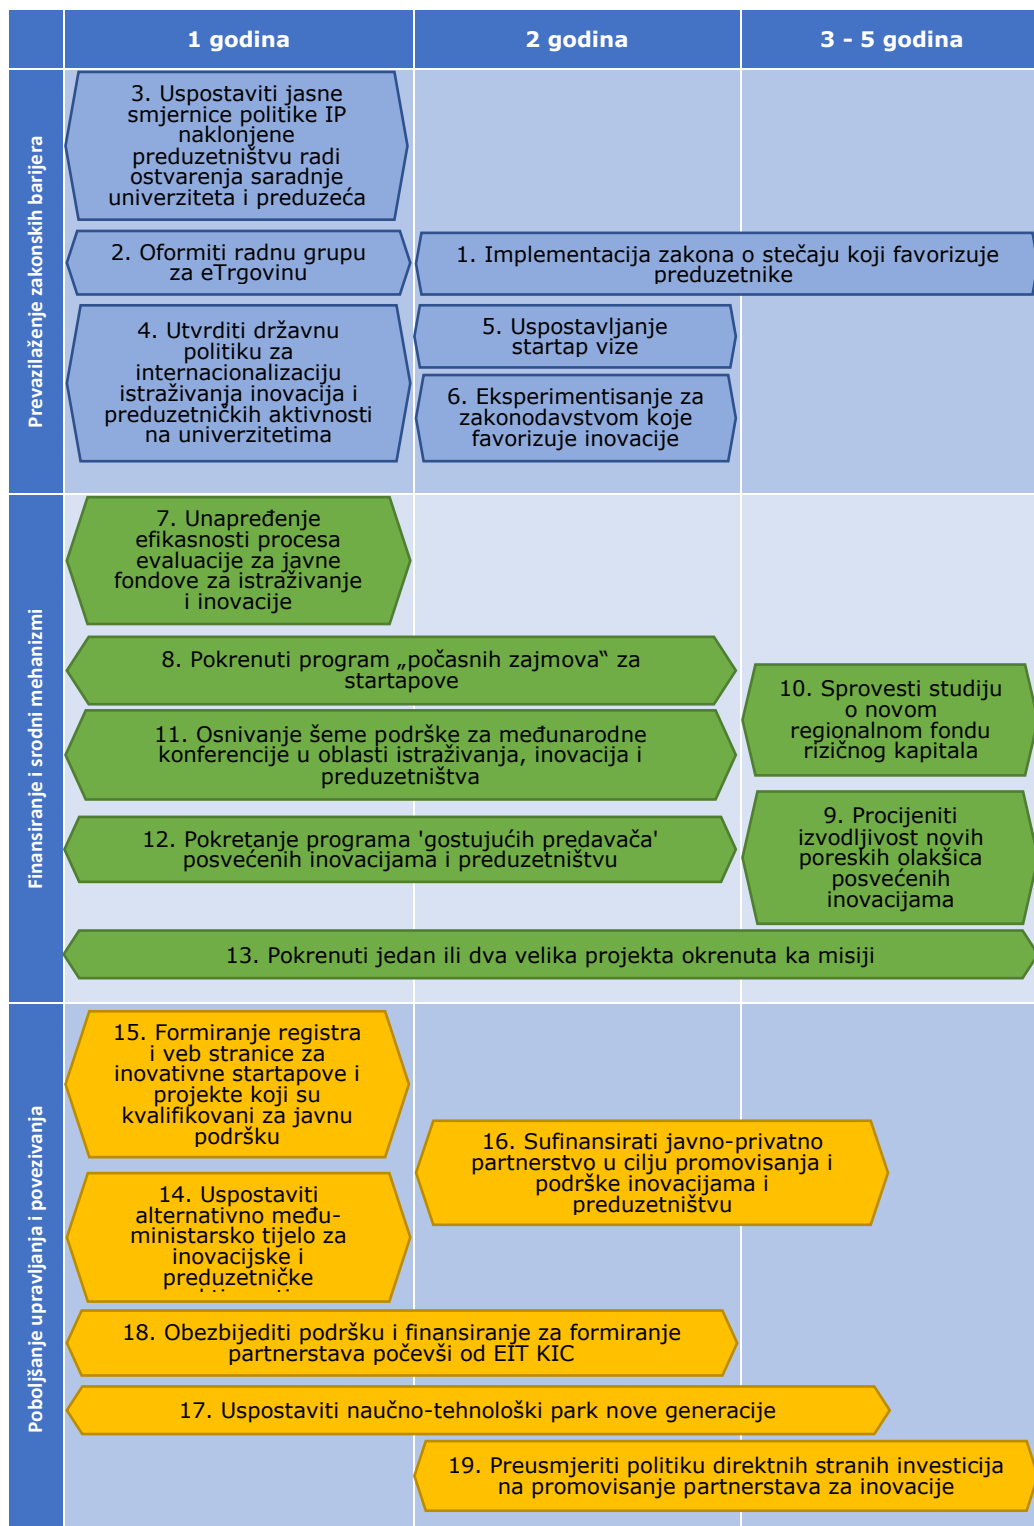 1 godina
2 godina
3 - 5 godina
Prevazilaženje zakonskih barijera
3. Uspostaviti jasne
smjernice politike IP
naklonjene
preduzetništvu radi
ostvarenja saradnje
univerziteta i preduzeća
2. Oformiti radnu grupu
za eTrgovinu
1. Implementacija zakona o stečaju koji favorizuje
preduzetnike
4. Utvrditi državnu
politiku za
internacionalizaciju
istraživanja inovacija i
preduzetničkih aktivnosti
na univerzitetima
5. Uspostavljanje
startap vize
6. Eksperimentisanje za
zakonodavstvom koje
favorizuje inovacije
Finansiranje i srodni mehanizmi
7. Unapređenje
efikasnosti procesa
evaluacije za javne
fondove za istraživanje
i inovacije
8. Pokrenuti program „počasnih zajmova“ za
startapove
10. Sprovesti studiju
o novom
regionalnom fondu
rizičnog kapitala
11. Osnivanje šeme podrške za međunarodne
konferencije u oblasti istraživanja, inovacija i
preduzetništva
9. Procijeniti
izvodljivost novih
poreskih olakšica
posvećenih
inovacijama
12. Pokretanje programa 'gostujućih predavača'
posvećenih inovacijama i preduzetništvu
13. Pokrenuti jedan ili dva velika projekta okrenuta ka misiji
Poboljšanje upravljanja i povezivanja
15. Formiranje registra
i veb stranice za
inovativne startapove i
projekte koji su
kvalifikovani za javnu
podršku
16. Sufinansirati javno-privatno
partnerstvo u cilju promovisanja i
podrške inovacijama i
preduzetništvu
14. Uspostaviti
alternativno među-
ministarsko tijelo za
inovacijske i
preduzetničke
18. Obezbijediti podršku i finansiranje za formiranje
partnerstava počevši od EIT KIC
17. Uspostaviti naučno-tehnološki park nove generacije
19. Preusmjeriti politiku direktnih stranih investicija
na promovisanje partnerstava za inovacije